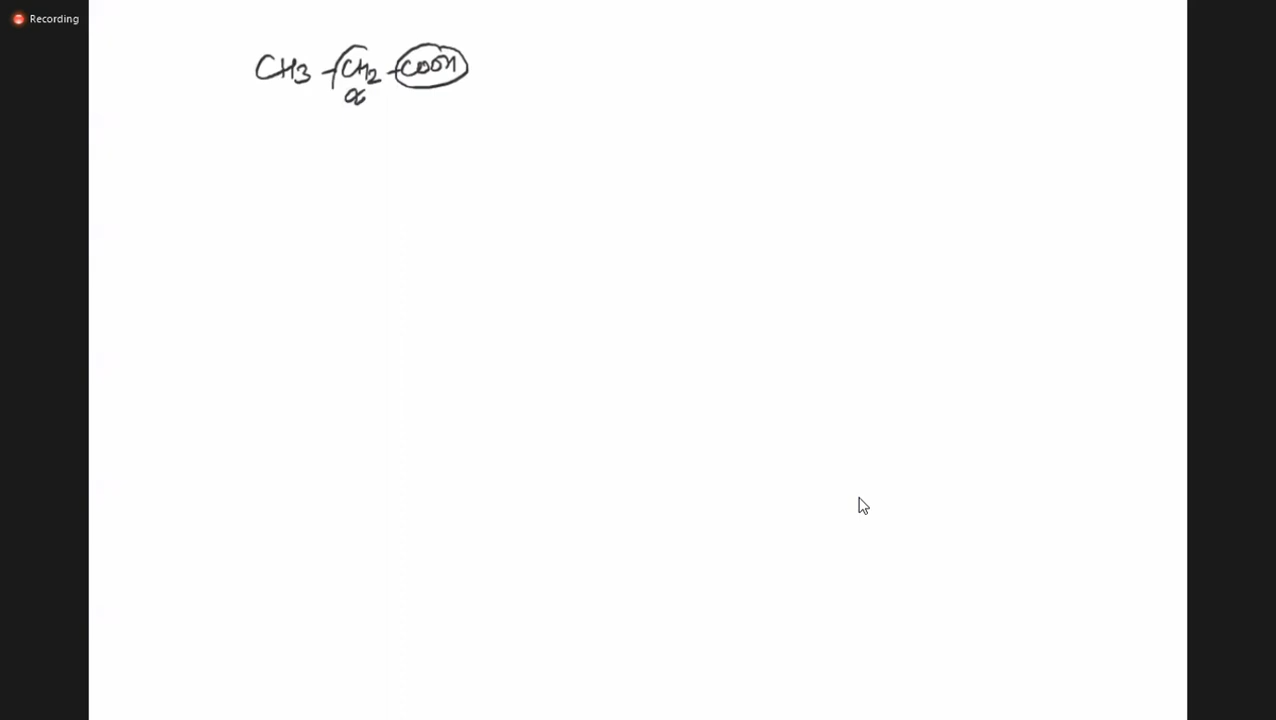 Recording
CH3 - CH2 - COOH
α